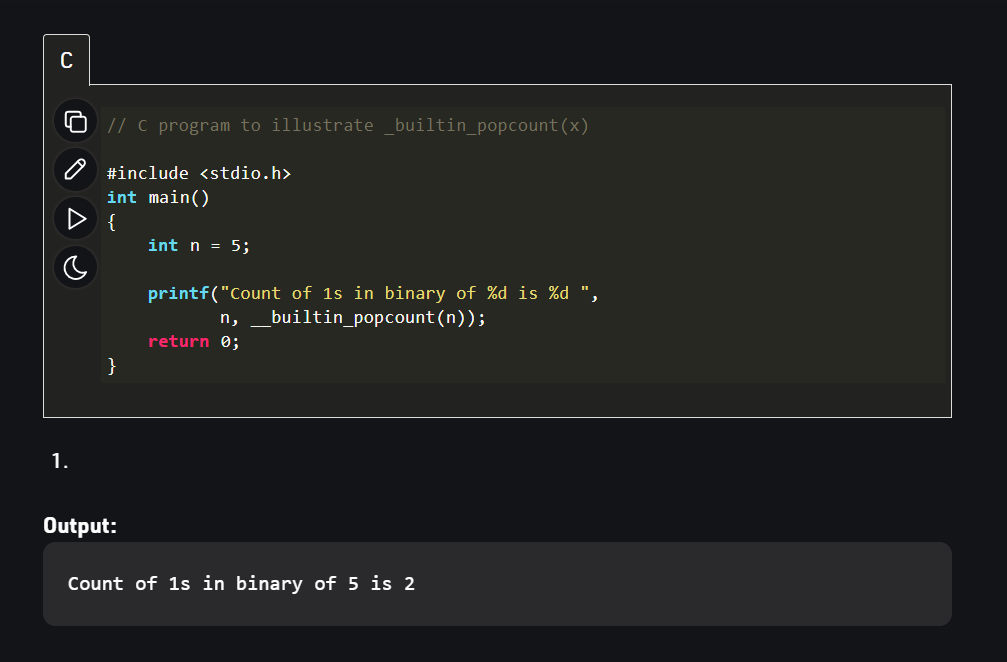 C
// C program to illustrate _builtin_popcount(x)
#include <stdio.h>
int main()
{
    int n = 5;
    printf("Count of 1s in binary of %d is %d ",
           n, __builtin_popcount(n));
    return 0;
}
1.
Output:
Count of 1s in binary of 5 is 2